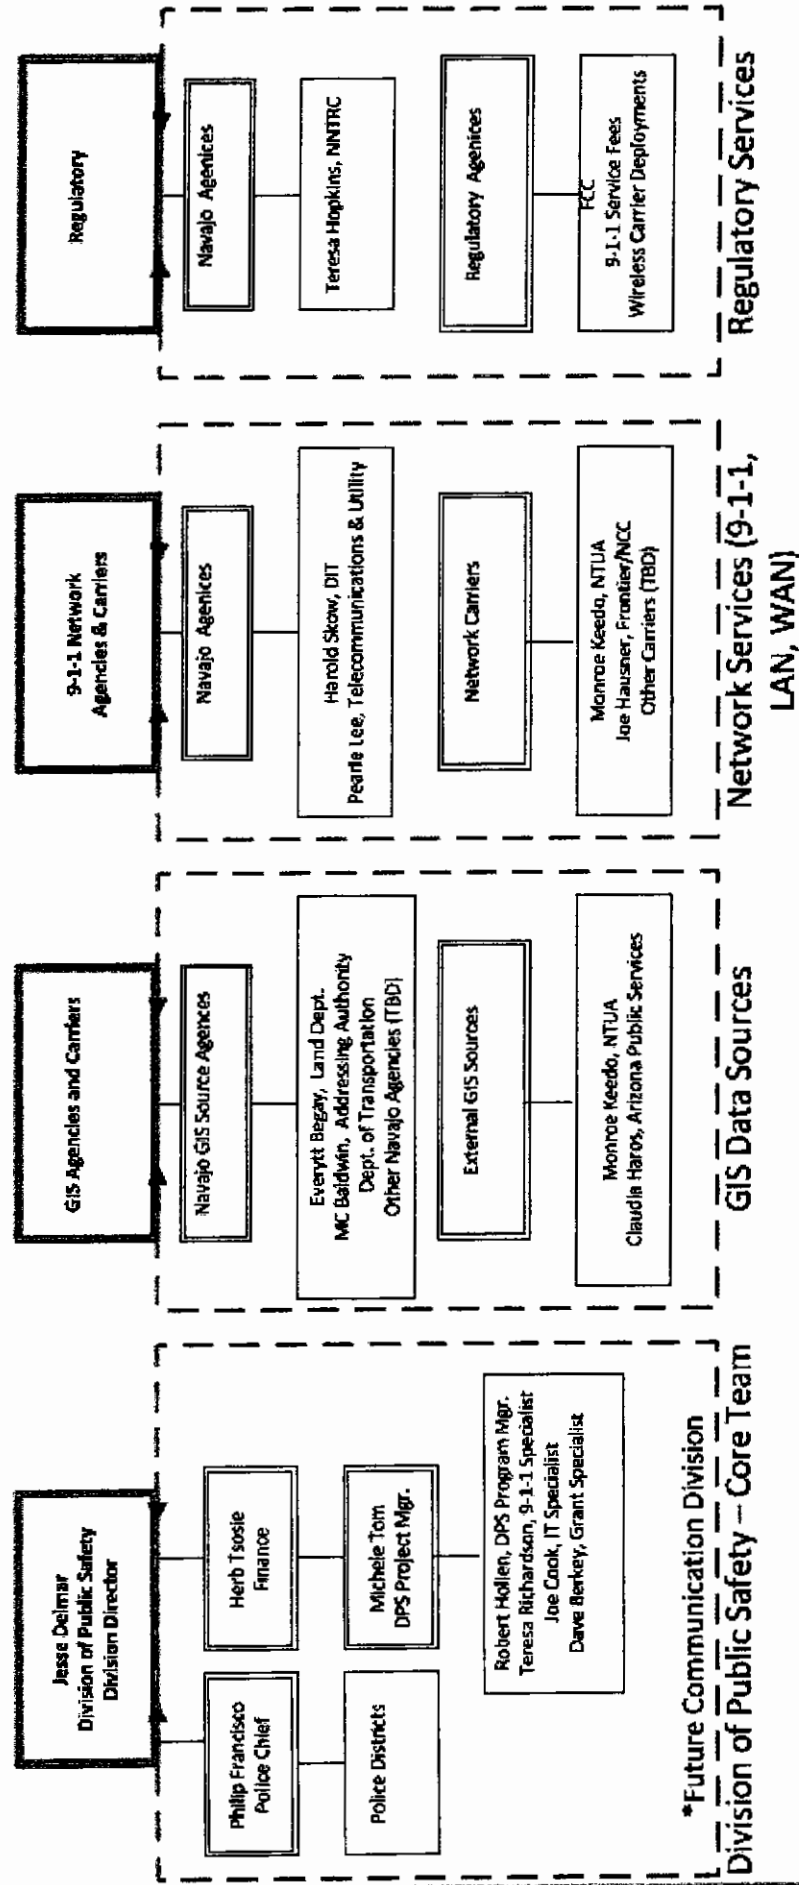 Jesse Delmar
Division of Public Safety
Division Director
Phillip Francisco
Police Chief
Police Districts
Herb Tsosie
Finance
Michele Tom
DPS Project Mgr.
Robert Hollen, DPS Program Mgr.
Teresa Richardson, 9-1-1 Specialist
Joe Cook, IT Specialist
Dave Berkey, Grant Specialist
*Future Communication Division
Division of Public Safety – Core Team
GIS Agencies and Carriers
Navajo GIS Source Agences
Everytt Begay, Land Dept.
MC Baldwin, Addressing Authority
Dept. of Transportation
Other Navajo Agencies (TBD)
External GIS Sources
Monroe Keedo, NTUA
Claudia Haros, Arizona Public Services
GIS Data Sources
9-1-1 Network
Agencies & Carriers
Navajo Agenices
Harold Skow, DIT
Pearlie Lee, Telecommunications & Utility
Network Carriers
Monroe Keedo, NTUA
Joe Hausner, Frontier/NCC
Other Carriers (TBD)
Network Services (9-1-1,
LAN, WAN)
Regulatory
Navajo Agenices
Teresa Hopkins, NNTRC
Regulatory Agenices
FCC
9-1-1 Service Fees
Wireless Carrier Deployments
Regulatory Services